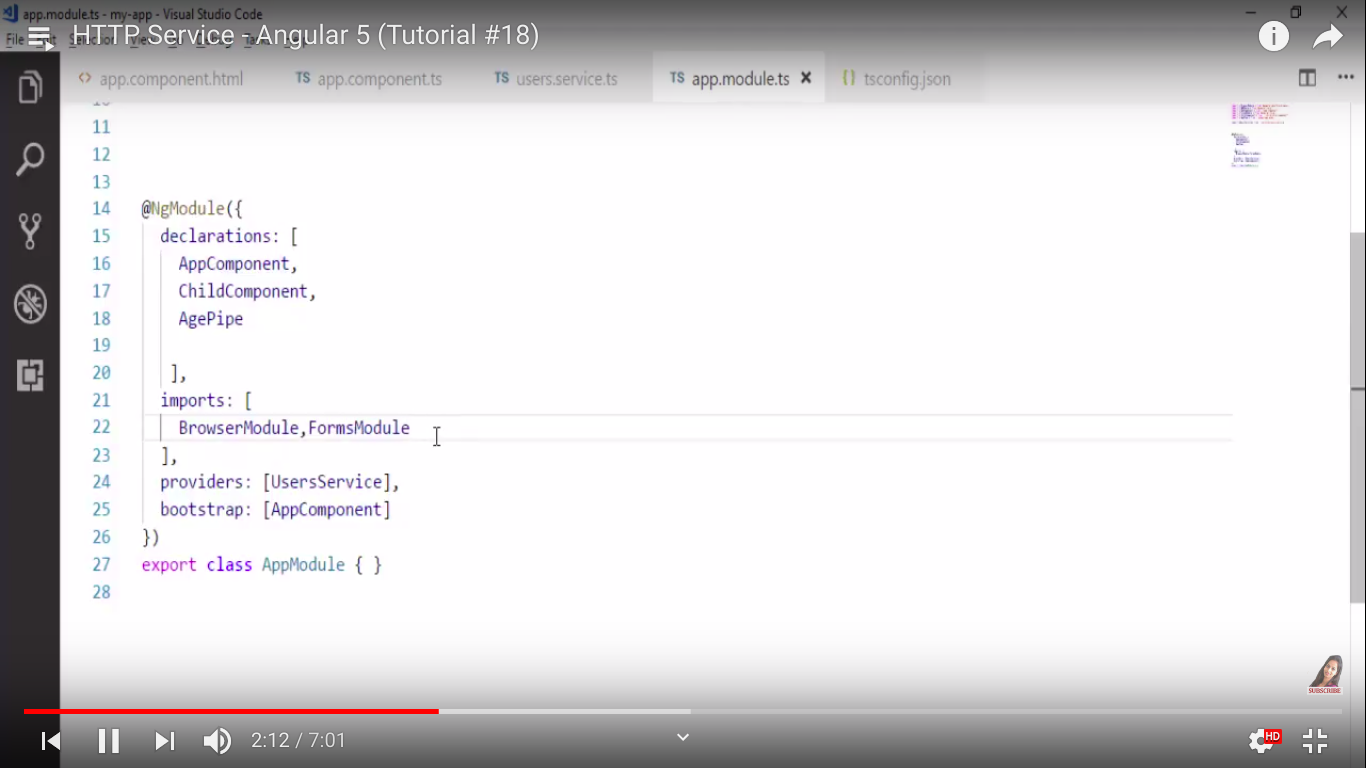 app.module.ts - my-app - Visual Studio Code
HTTP Service - Angular 5 (Tutorial #18)
File
app.component.html
TS app.component.ts
TS users.service.ts
TS app.module.ts
{} tsconfig.json
11
12
13
14 @NgModule({
15 declarations: [
16 AppComponent,
17 ChildComponent,
18 AgePipe
19
20 ],
21 imports: [
22 BrowserModule,FormsModule
23 ],
24 providers: [UsersService],
25 bootstrap: [AppComponent]
26 })
27 export class AppModule { }
28
SUBSCRIBE
2:12 / 7:01
HD